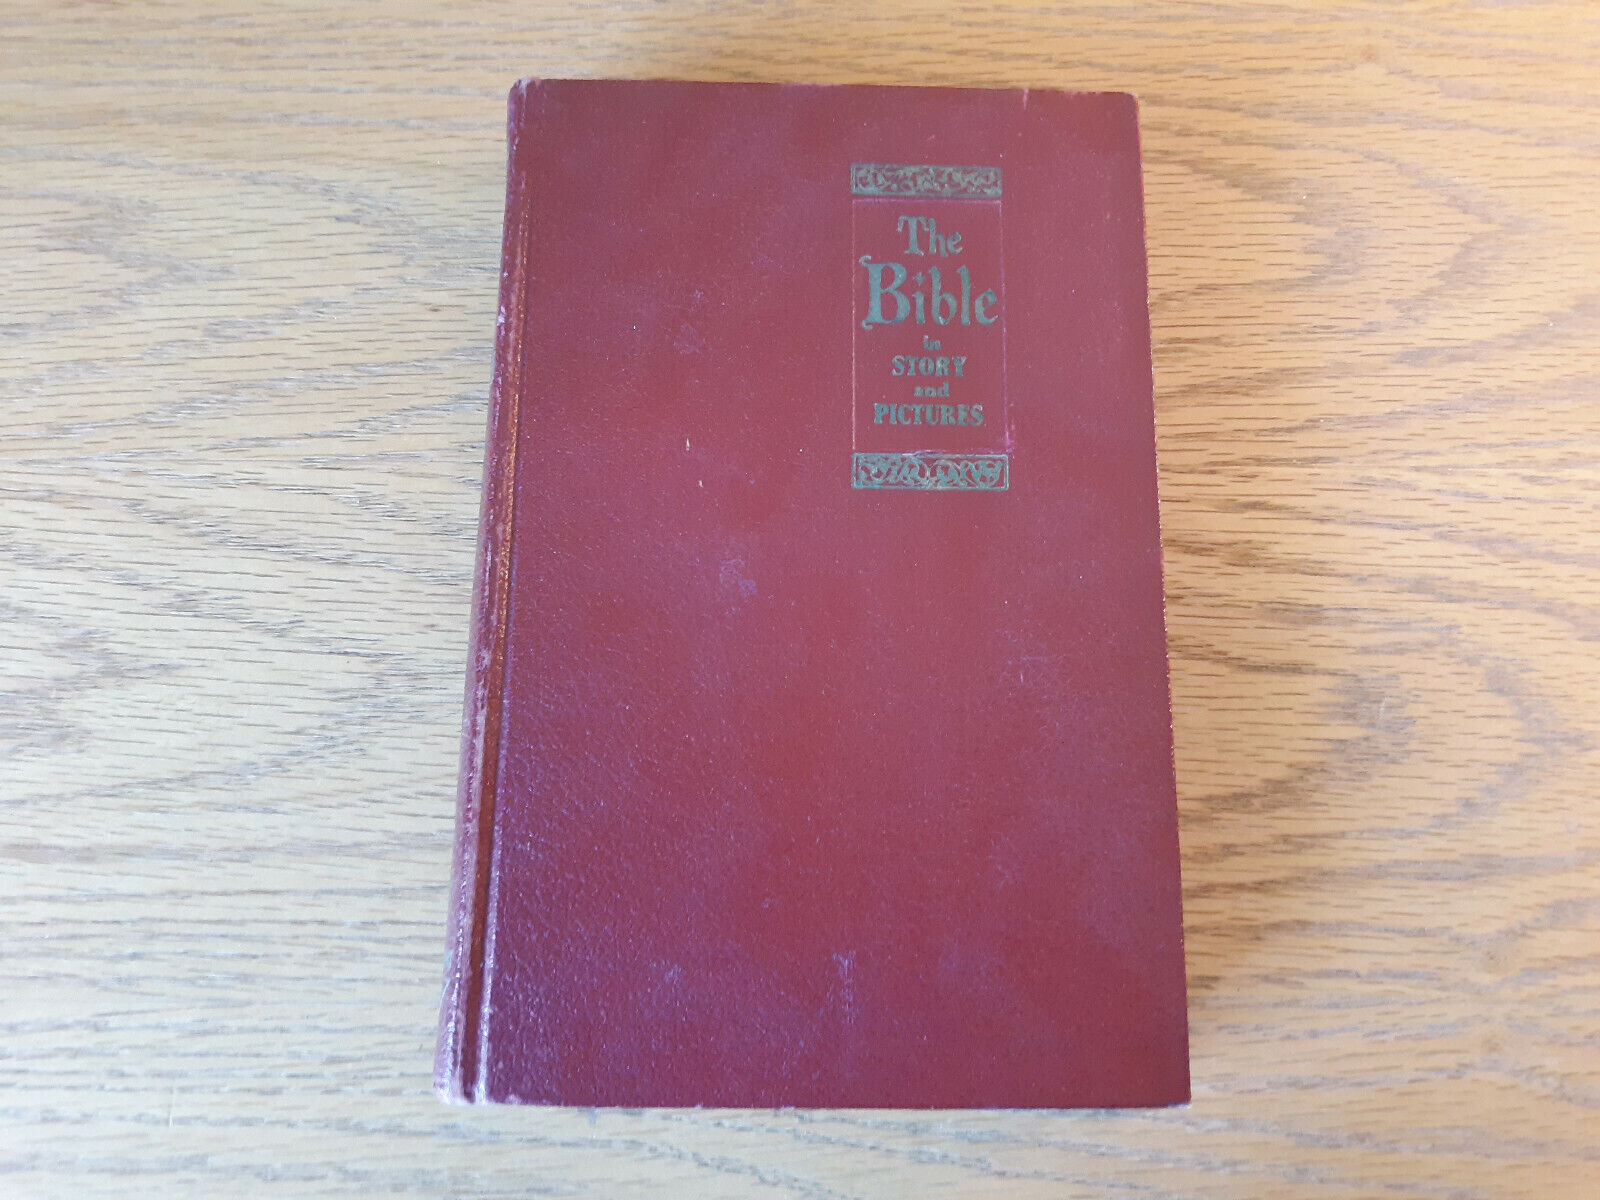 The
Bible
in
STORY
and
PICTURES